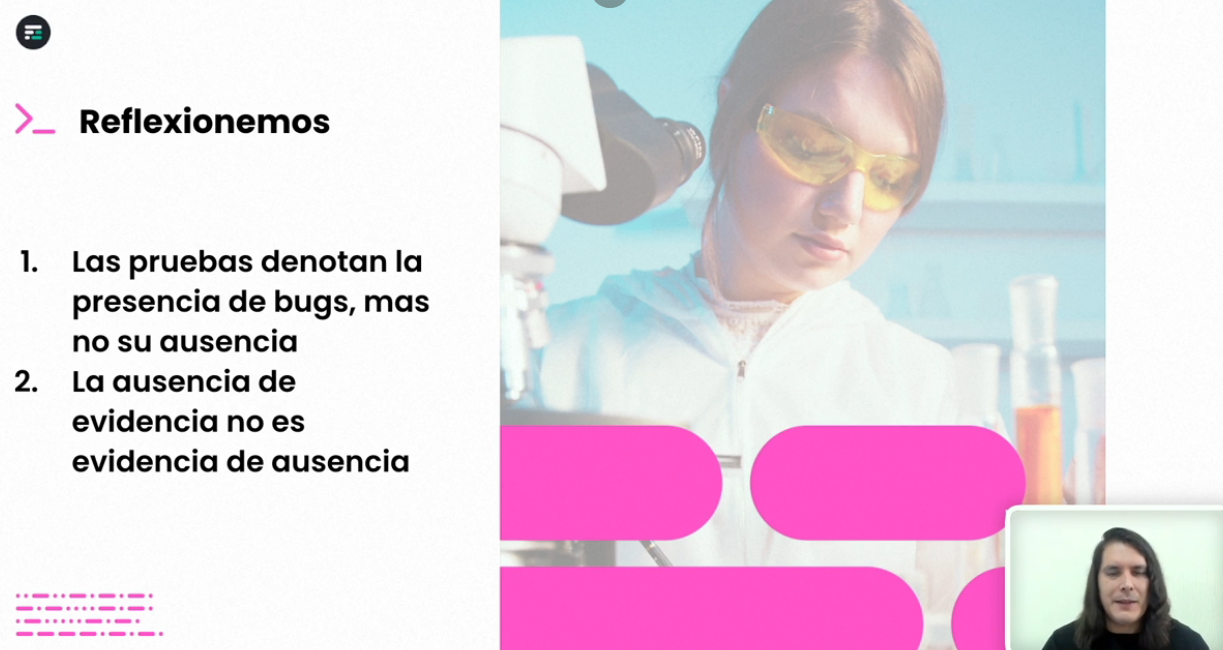 Reflexionemos
1. Las pruebas denotan la
presencia de bugs, mas
no su ausencia
2. La ausencia de
evidencia no es
evidencia de ausencia